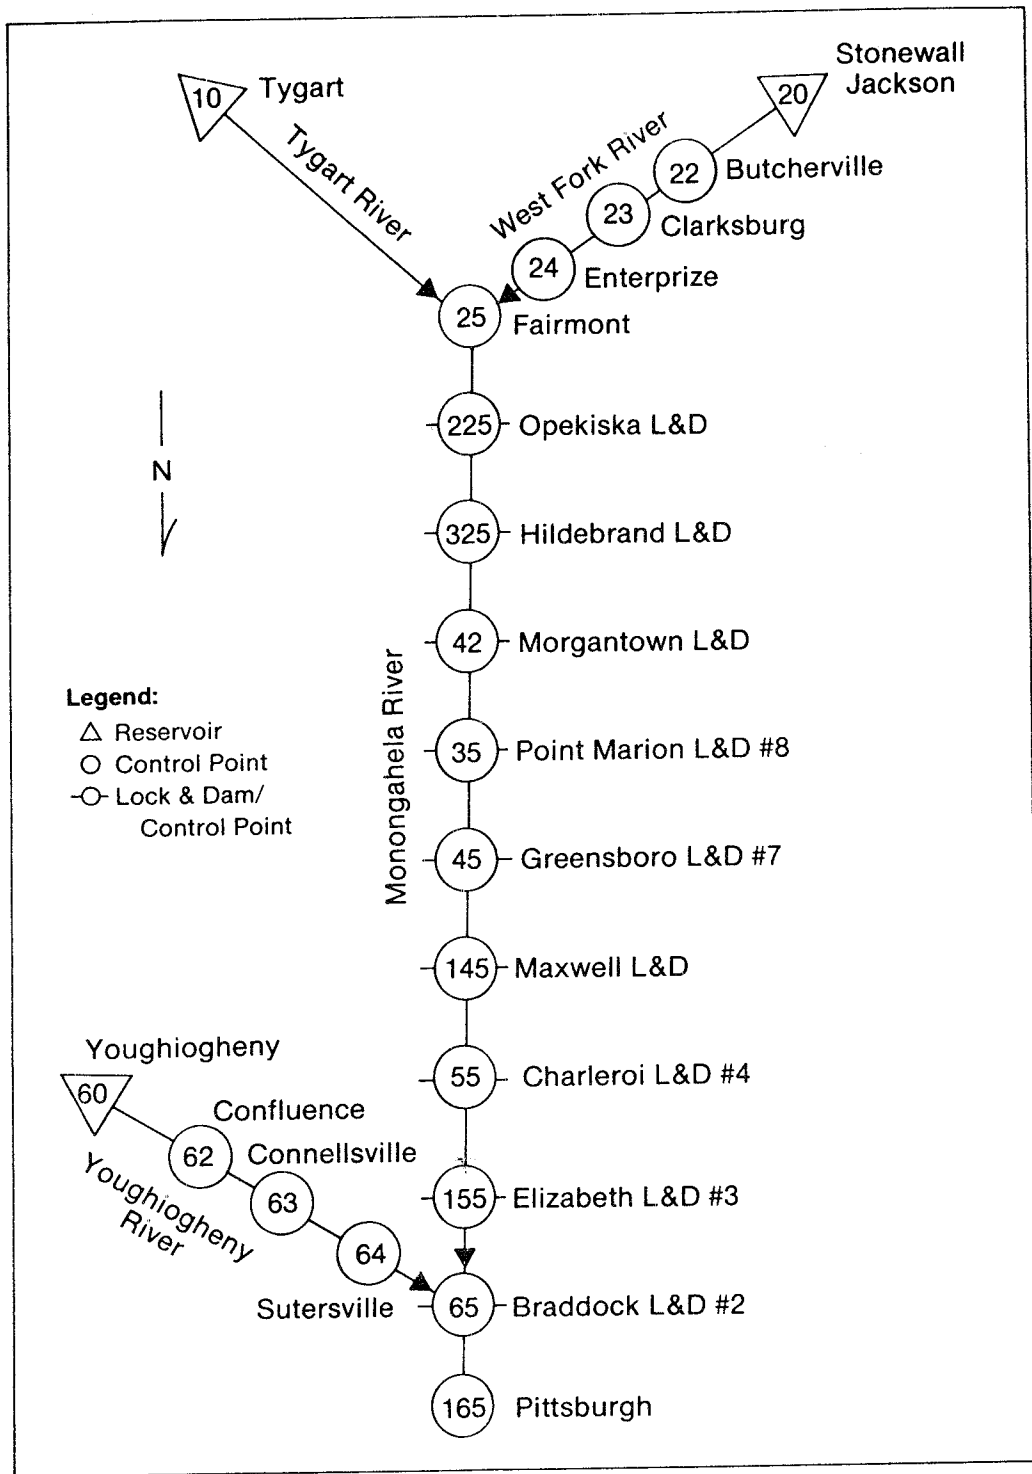 10 Tygart
Tygart River
Stonewall
Jackson
20
West Fork River
22 Butcherville
23 Clarksburg
24 Enterprize
25 Fairmont
225 Opekiska L&D
N
325 Hildebrand L&D
42 Morgantown L&D
Monongahela River
Legend:
△ Reservoir
○ Control Point
-○- Lock & Dam/
Control Point
35 Point Marion L&D #8
45 Greensboro L&D #7
145 Maxwell L&D
Youghiogheny
60
55 Charleroi L&D #4
Confluence
62
Connellsville
63
Youghiogheny
River
155 Elizabeth L&D #3
64
Sutersville
65 Braddock L&D #2
165 Pittsburgh